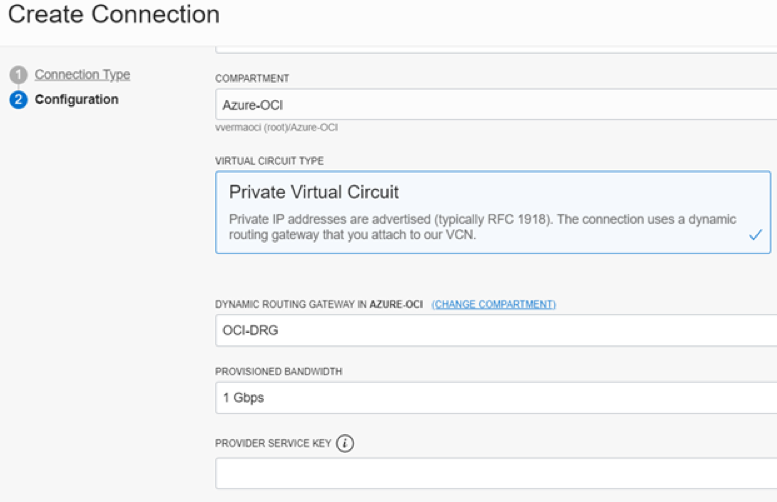 Create Connection
1 Connection Type
2 Configuration
COMPARTMENT
Azure-OCI
vvermaoci (root)/Azure-OCI
VIRTUAL CIRCUIT TYPE
Private Virtual Circuit
Private IP addresses are advertised (typically RFC 1918). The connection uses a dynamic
routing gateway that you attach to our VCN.
DYNAMIC ROUTING GATEWAY IN AZURE-OCI (CHANGE COMPARTMENT)
OCI-DRG
PROVISIONED BANDWIDTH
1 Gbps
PROVIDER SERVICE KEY i